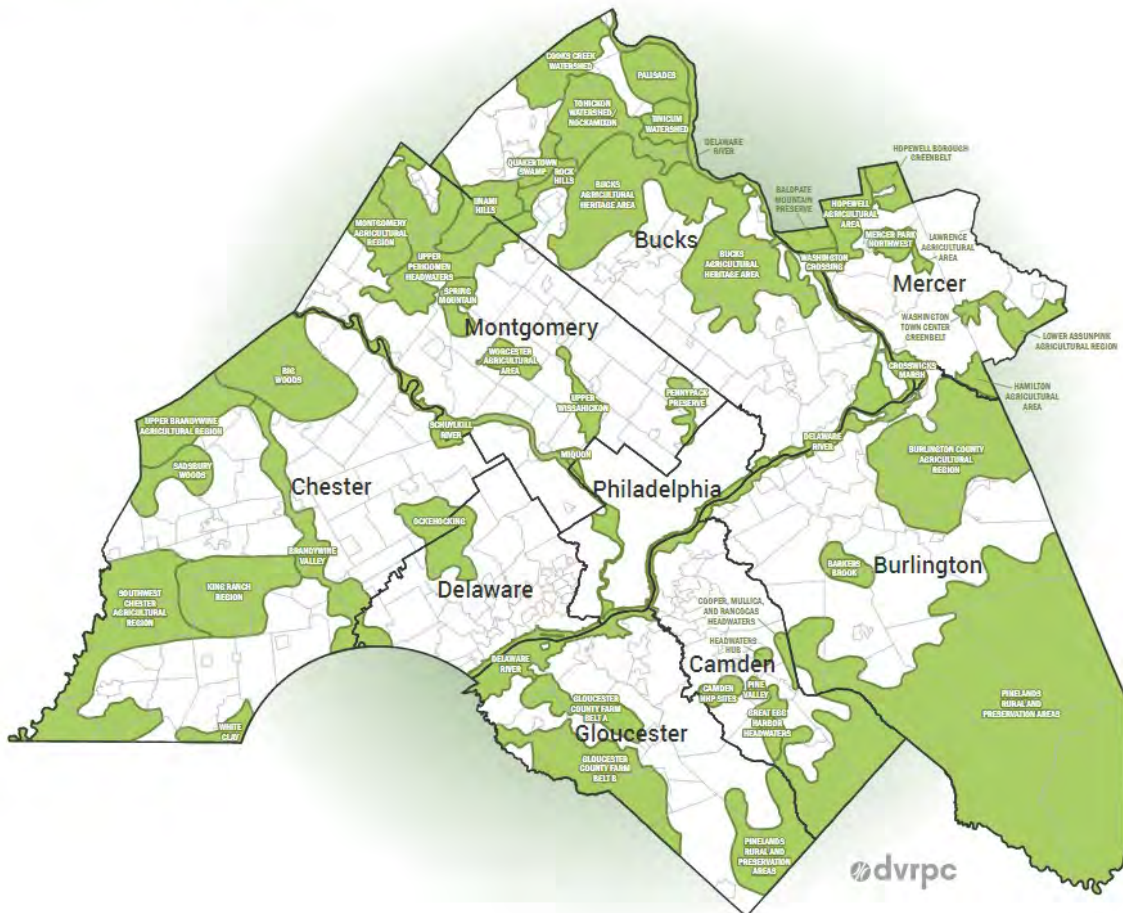 COOKS CREEK
WATERSHED
PALISADES
TOHICKON
WATERSHED/
NOCKAMIXON
TINICUM
WATERSHED
DELAWARE
RIVER
HOPEWELL BOROUGH
GREENBELT
QUAKERTOWN
SWAMP
ROCK
HILLS
BUCKS
AGRICULTURAL
HERITAGE AREA
BALDPATE
MOUNTAIN
PRESERVE
HOPEWELL
AGRICULTURAL
AREA
UNAMI
HILLS
MONTGOMERY
AGRICULTURAL
REGION
Bucks
MERCER PARK
NORTHWEST
LAWRENCE
AGRICULTURAL
AREA
UPPER
PERKIOMEN
HEADWATERS
BUCKS
AGRICULTURAL
HERITAGE AREA
WASHINGTON
CROSSING
Mercer
SPRING
MOUNTAIN
Montgomery
WASHINGTON
TOWN CENTER
GREENBELT
LOWER ASSUNPINK
AGRICULTURAL REGION
WORCESTER
AGRICULTURAL
AREA
BIG
WOODS
CROSSWICKS
MARSH
HAMILTON
AGRICULTURAL
AREA
UPPER
WISSAHICKON
PENNYPACK
PRESERVE
UPPER BRANDYWINE
AGRICULTURAL REGION
SCHUYLKILL
RIVER
DELAWARE
RIVER
BURLINGTON COUNTY
AGRICULTURAL
REGION
MIQUON
SADSBURY
WOODS
Chester
Philadelphia
OCKEHOCKING
BRANDYWINE
VALLEY
BARKERS
BROOK
Burlington
KING RANCH
REGION
Delaware
SOUTHWEST
CHESTER
AGRICULTURAL
REGION
COOPER, MULLICA,
AND RANCOCAS
HEADWATERS
HEADWATERS
HUB
DELAWARE
RIVER
Camden
CAMDEN
NHP SITES
PINE
VALLEY
PINELANDS
RURAL AND
PRESERVATION AREAS
GLOUCESTER
COUNTY FARM
BELT A
GREAT EGG
HARBOR
HEADWATERS
WHITE
CLAY
Gloucester
GLOUCESTER
COUNTY FARM
BELT B
PINELANDS
RURAL AND
PRESERVATION
AREAS
dvrpc